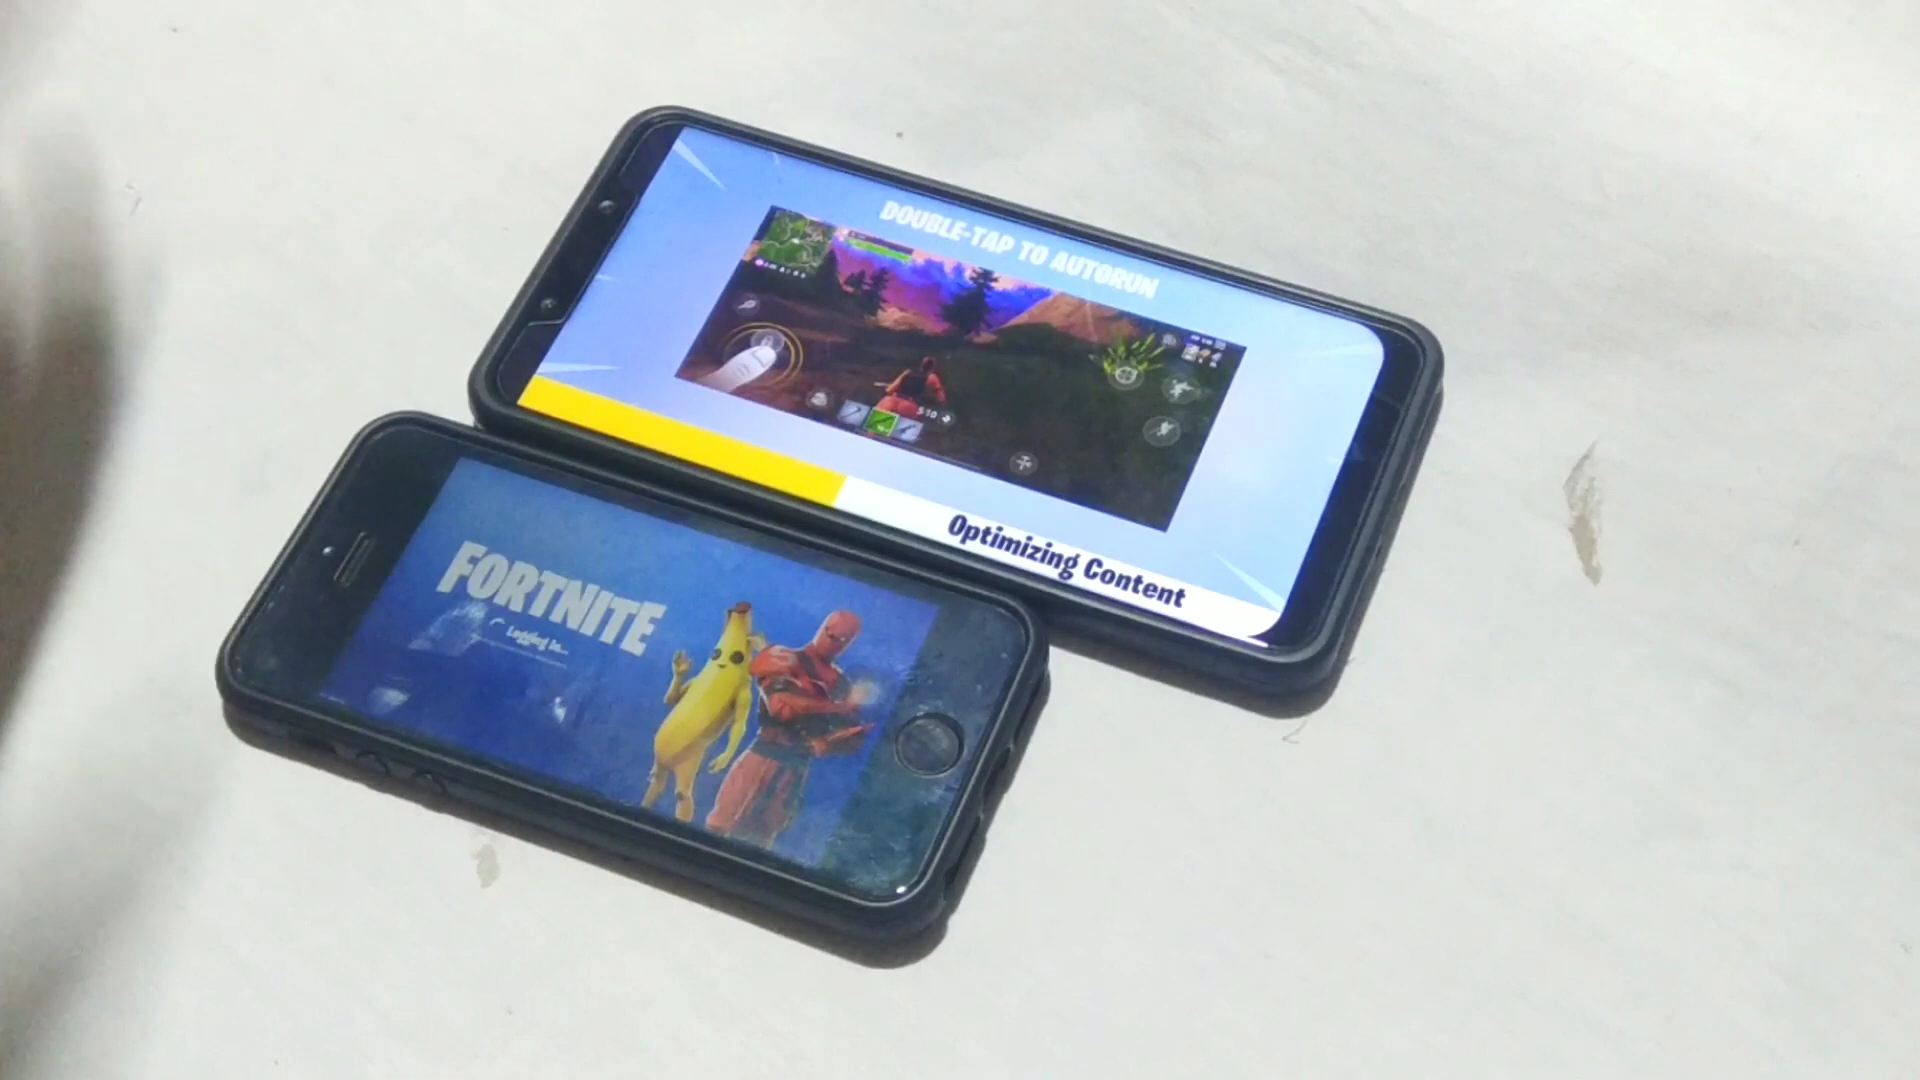 DOUBLE-TAP TO AUTORUN
Optimizing Content
FORTNITE
Logging in...